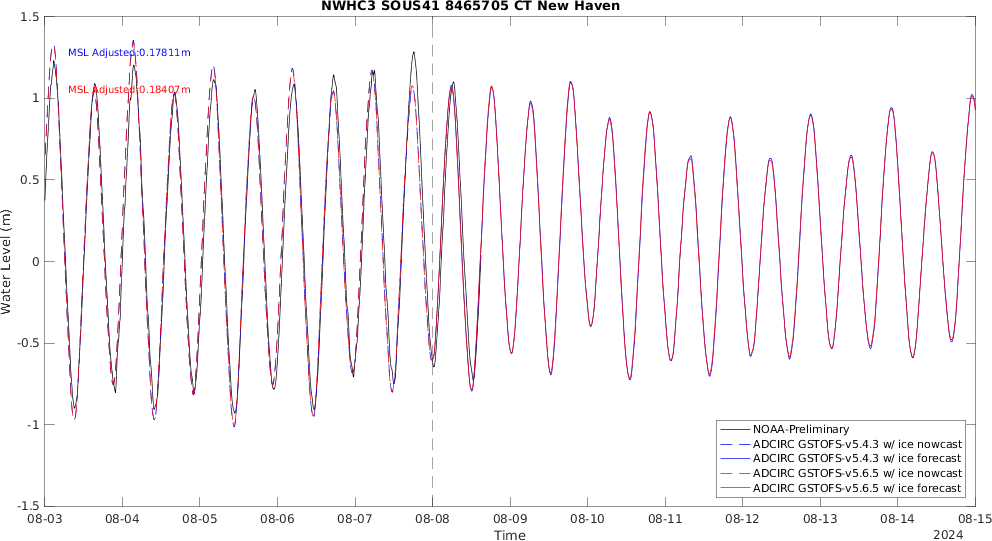 NWHC3 SOUS41 8465705 CT New Haven
MSL Adjusted:0.17811m
MSL Adjusted:0.18407m
Water Level (m)
1.5
1
0.5
0
-0.5
-1
-1.5
NOAA-Preliminary
ADCIRC GSTOFS-v5.4.3 w/ ice nowcast
ADCIRC GSTOFS-v5.4.3 w/ ice forecast
ADCIRC GSTOFS-v5.6.5 w/ ice nowcast
ADCIRC GSTOFS-v5.6.5 w/ ice forecast
08-03 08-04 08-05 08-06 08-07 08-08 08-09 08-10 08-11 08-12 08-13 08-14 08-15
Time
2024